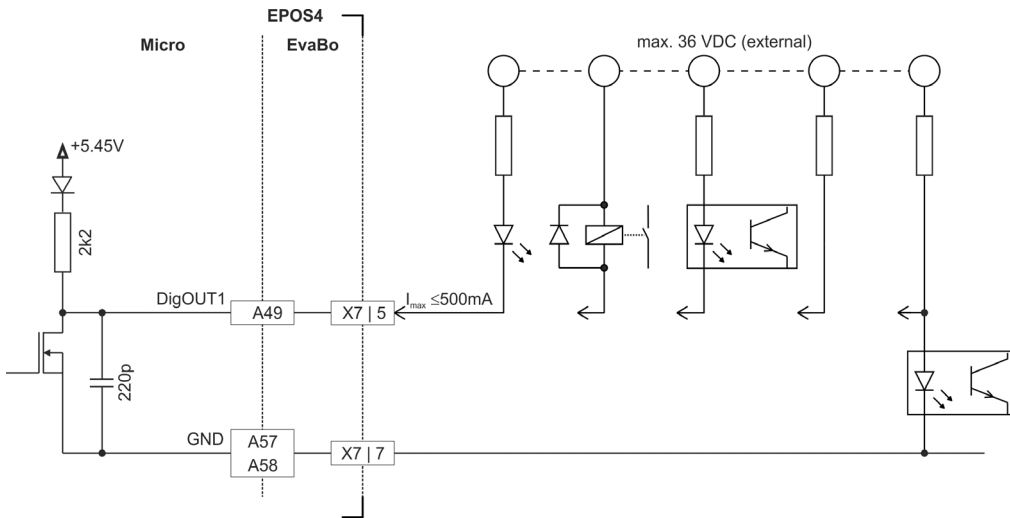 EPOS4
Micro
EvaBo
max. 36 VDC (external)
+5.45V
2k2
DigOUT1
A49
X7 | 5
Imax ≤500mA
220p
GND
A57
A58
X7 | 7